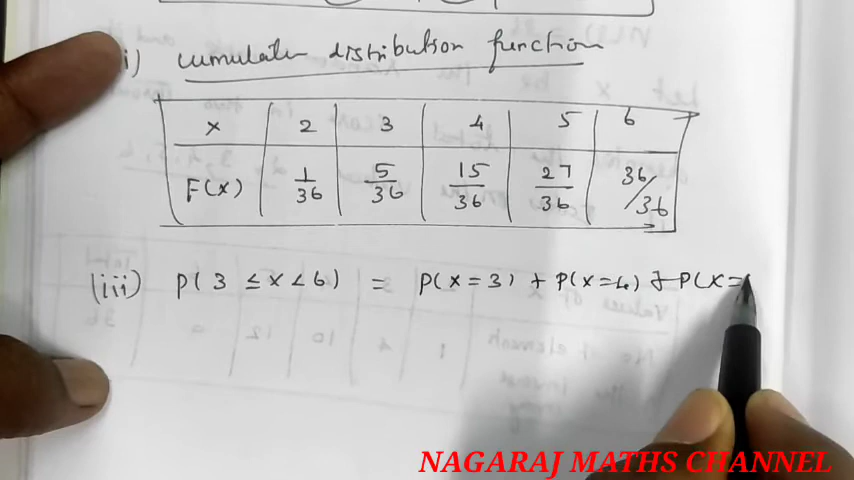 i) cumulative distribution function
x 2 3 4 5 6
F(x) 1/36 5/36 15/36 27/36 36/36
(iii) P( 3 ≤ x < 6 ) = P(x = 3) + P(x = 4) + P(x =
NAGARAJ MATHS CHANNEL